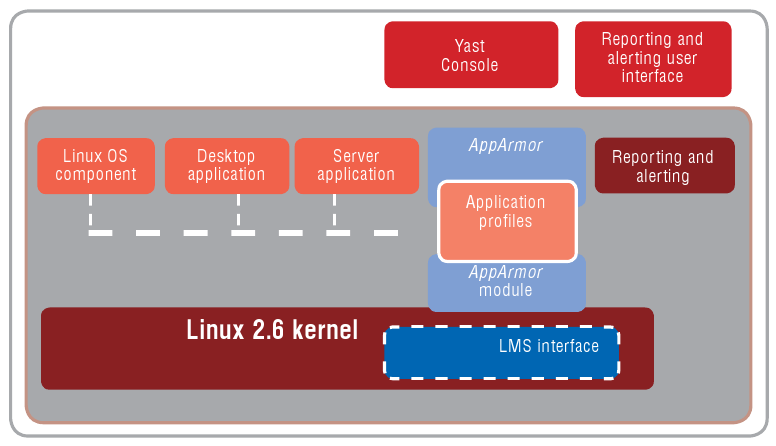 Yast
Console
Reporting and
alerting user
interface
Linux OS
component
Desktop
application
Server
application
AppArmor
Reporting and
alerting
Application
profiles
AppArmor
module
Linux 2.6 kernel
LMS interface